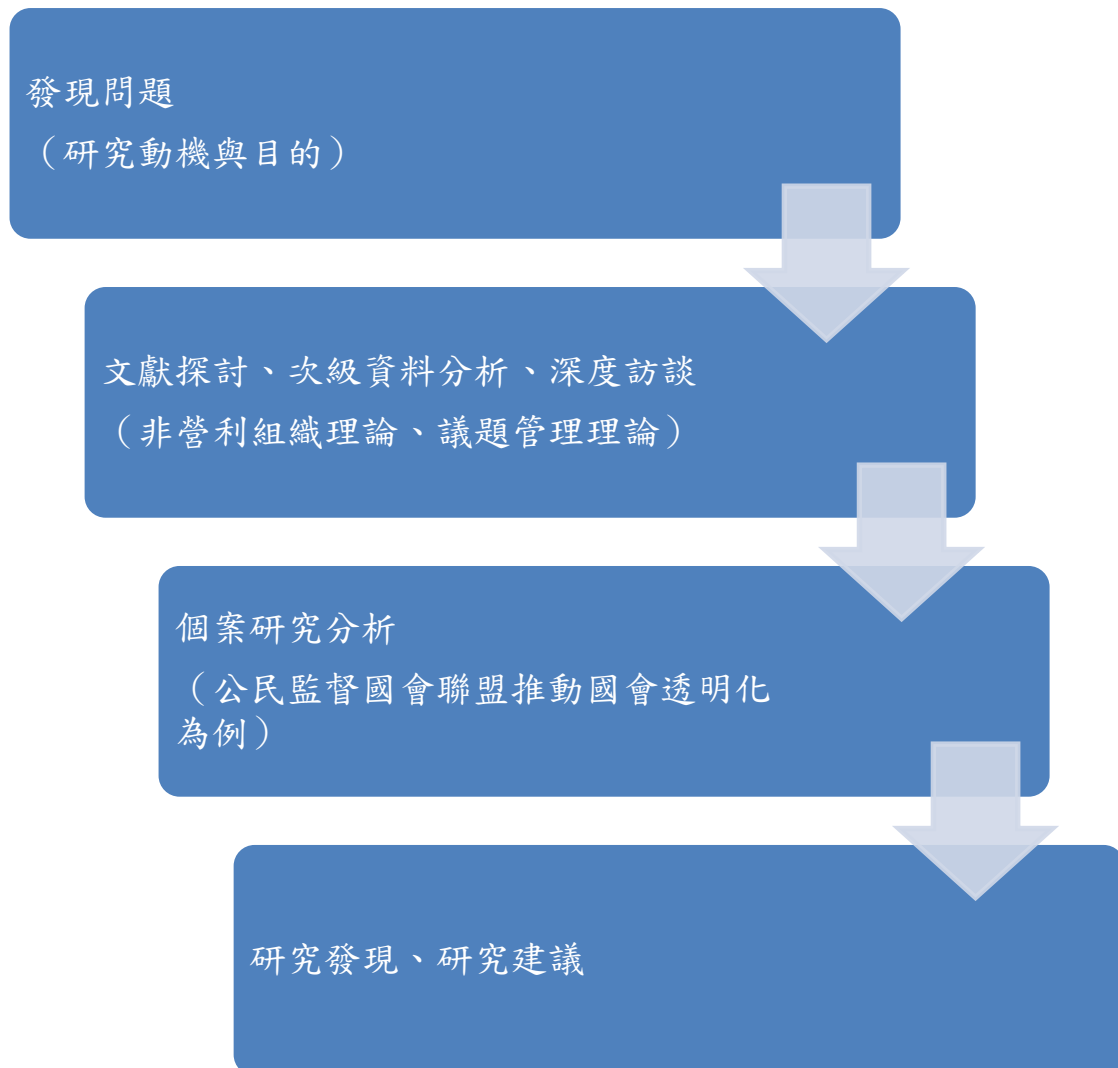 發現問題
（研究動機與目的）
文獻探討、次級資料分析、深度訪談
（非營利組織理論、議題管理理論）
個案研究分析
（公民監督國會聯盟推動國會透明化
為例）
研究發現、研究建議